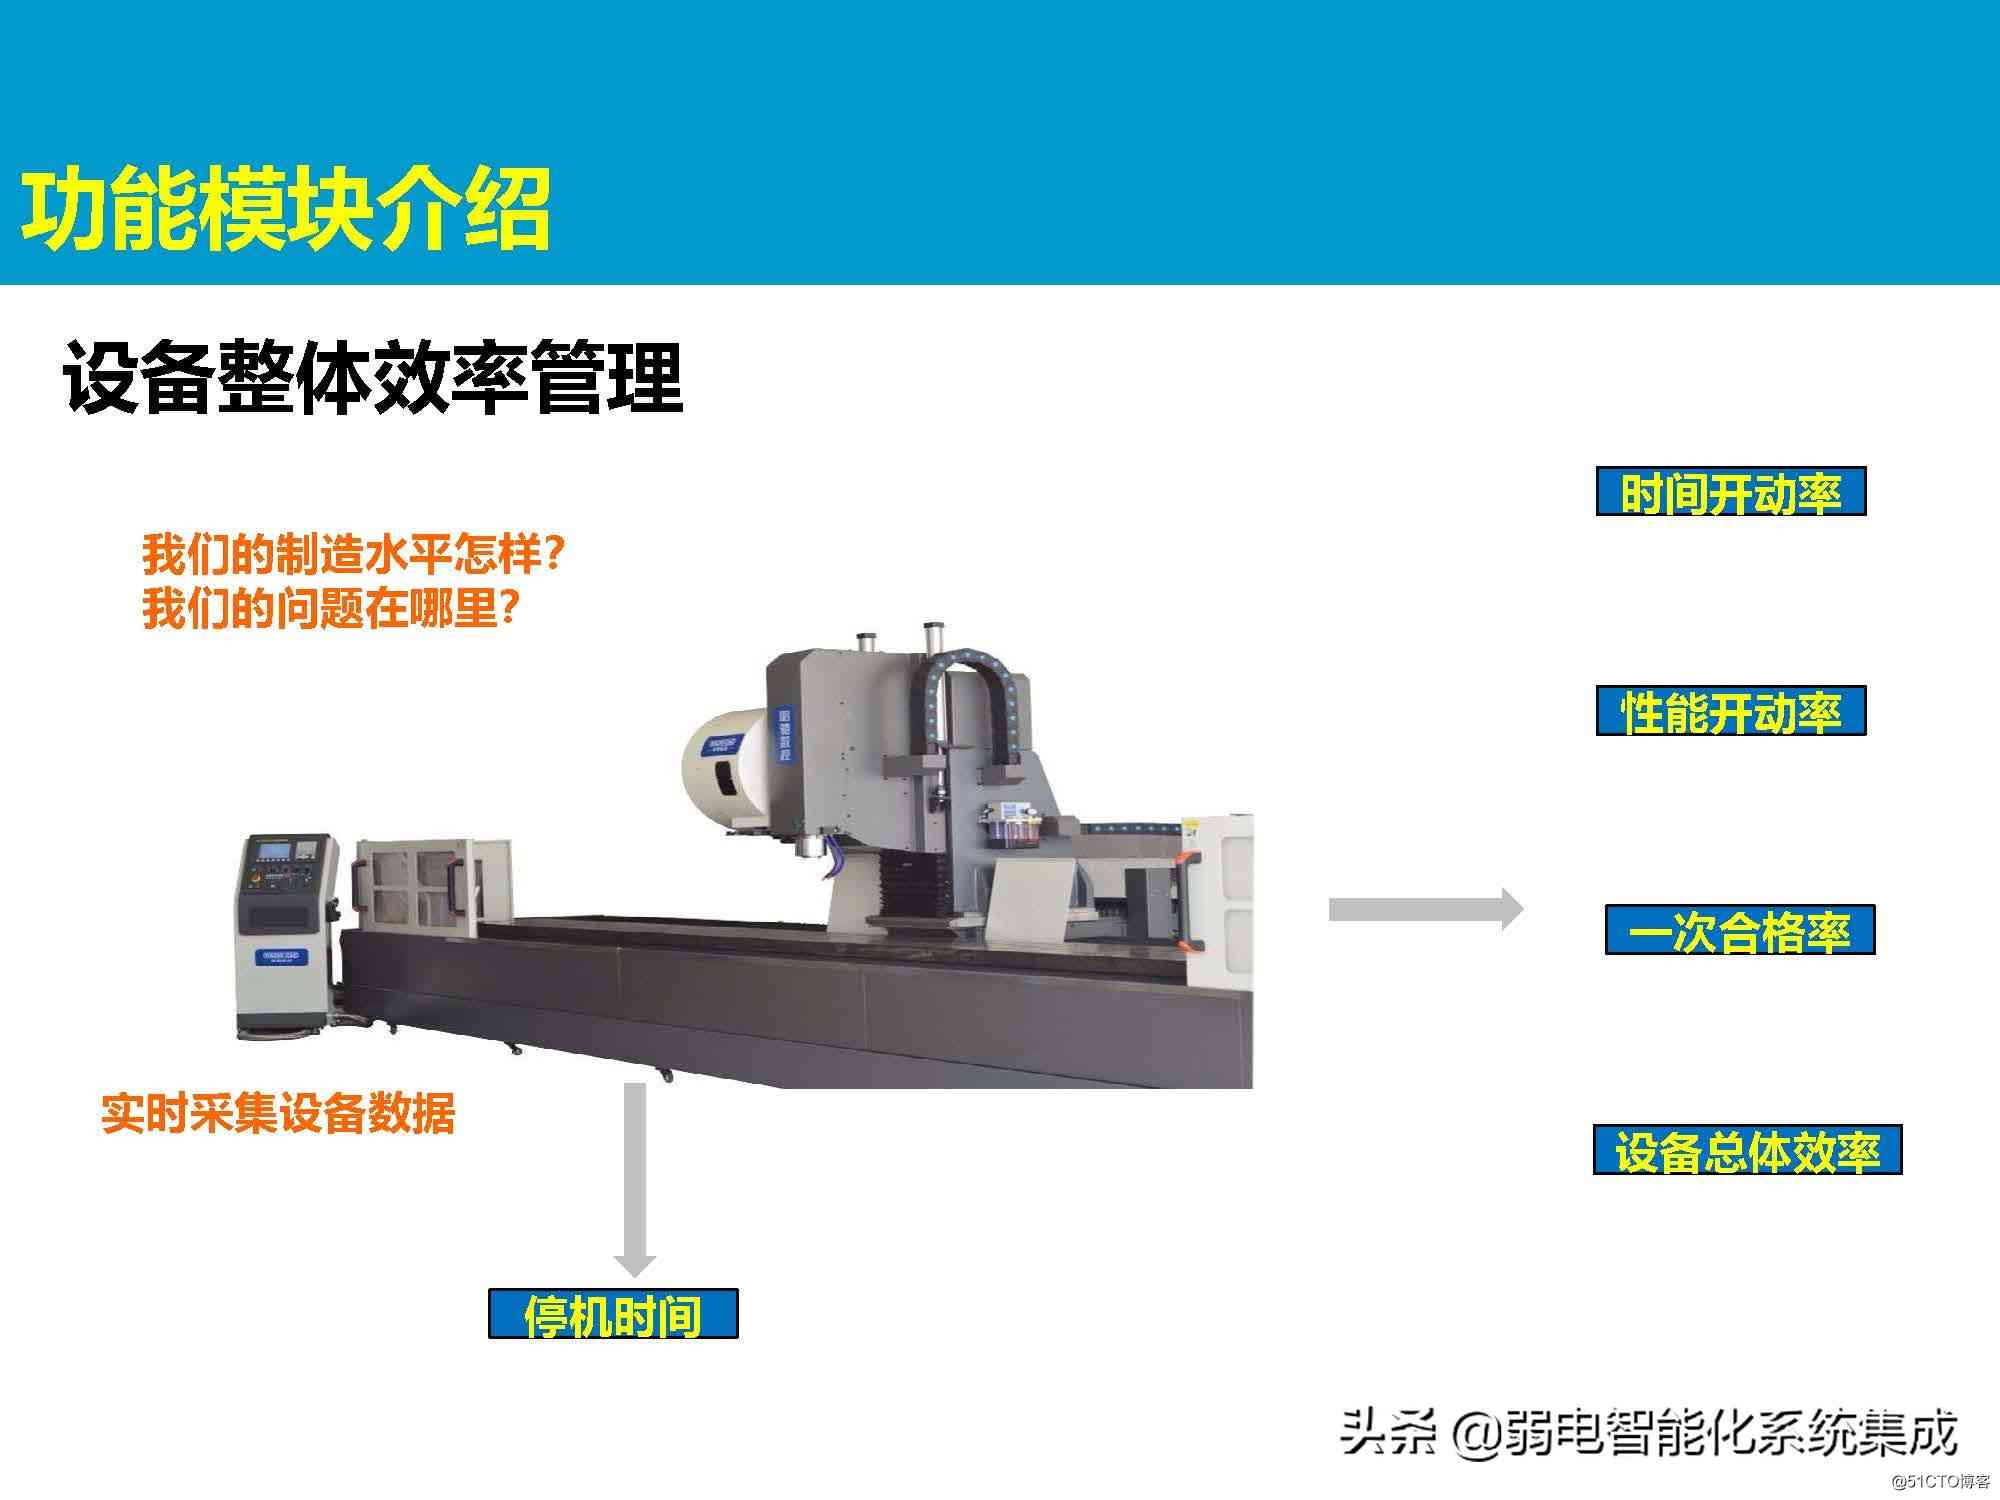 功能模块介绍
设备整体效率管理
时间开动率
我们的制造水平怎样?
我们的问题在哪里?
性能开动率
一次合格率
实时采集设备数据
设备总体效率
停机时间
头条 @弱电智能化系统集成
@51CTO博客